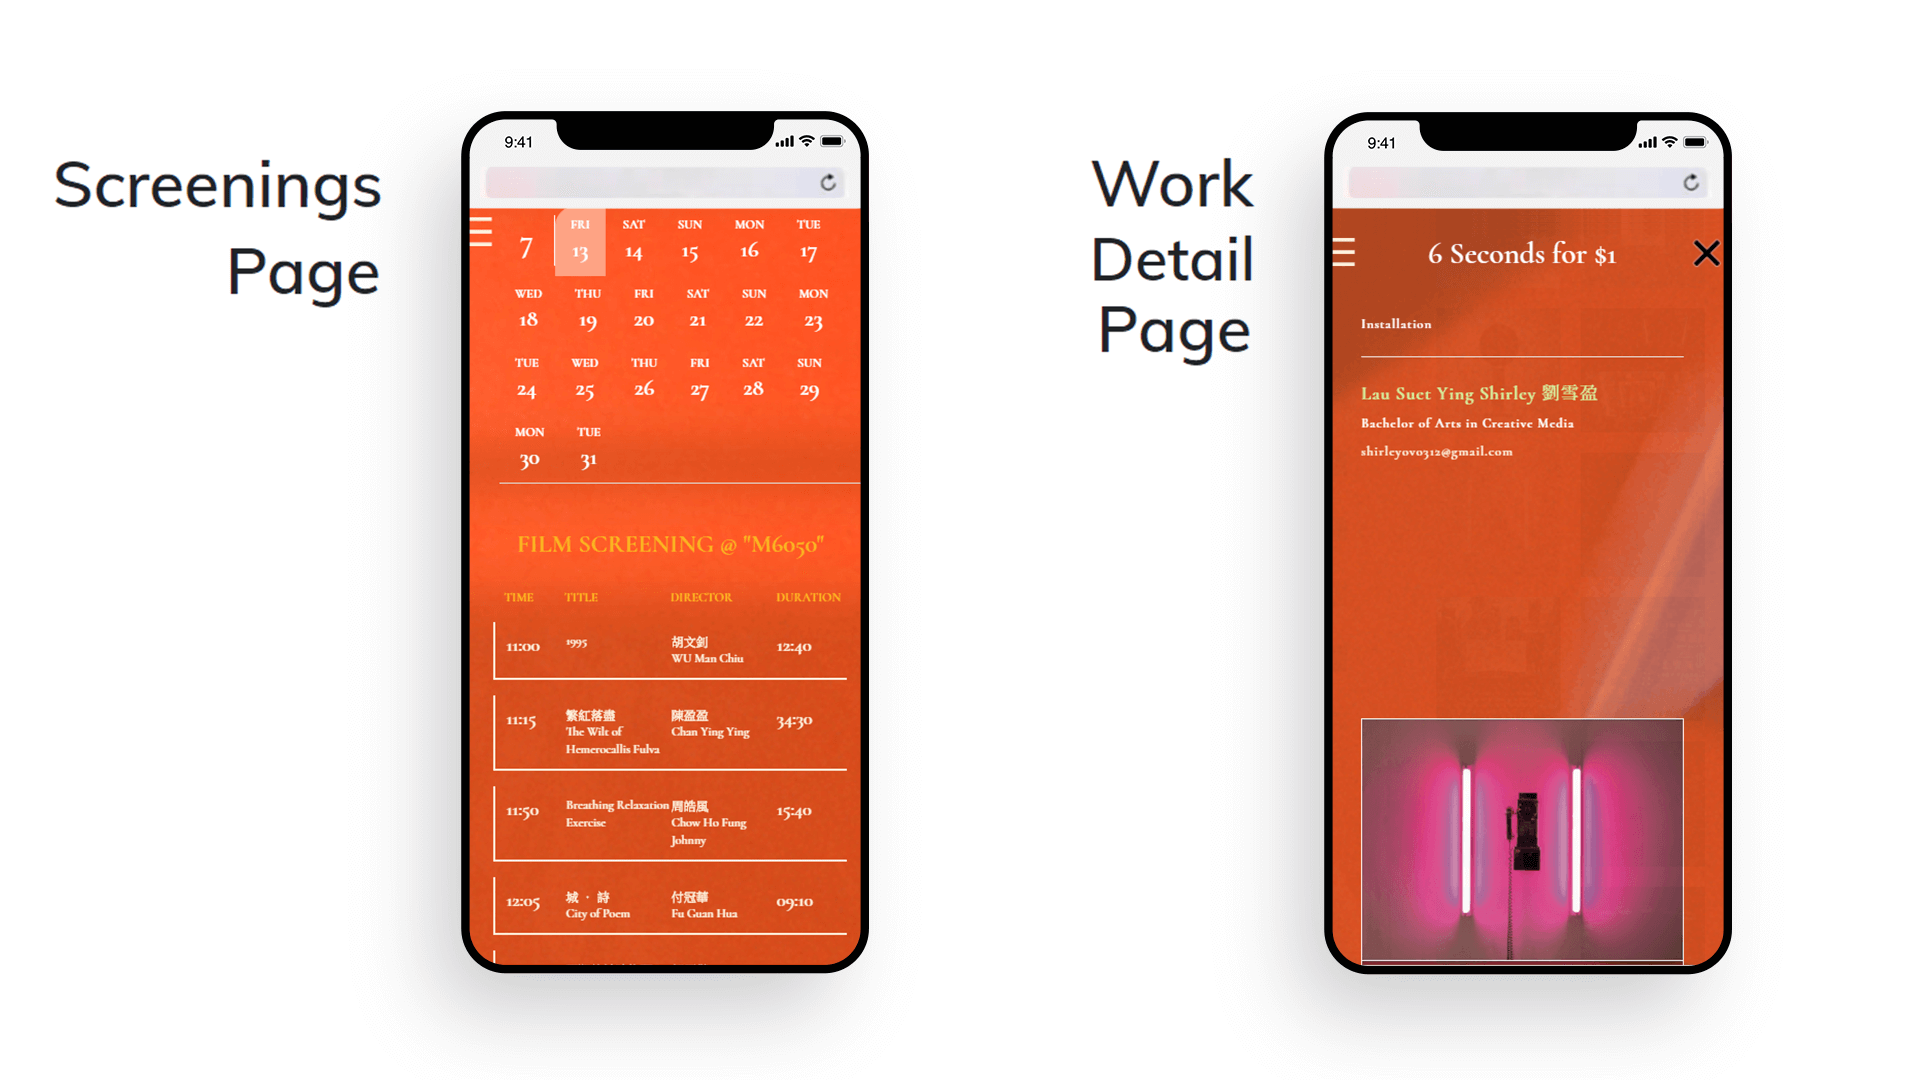 Screenings
Page
9:41
7
FRI SAT SUN MON TUE
13 14 15 16 17
WED THU FRI SAT SUN MON
18 19 20 21 22 23
TUE WED THU FRI SAT SUN
24 25 26 27 28 29
MON TUE
30 31
FILM SCREENING @ "M6050"
TIME TITLE DIRECTOR DURATION
11:00 1995 胡文釗 12:40
WU Man Chiu
11:15 繁紅落盡 陳盈盈 34:30
The Wilt of Chan Ying Ying
Hemerocallis Fulva
11:50 Breathing Relaxation 周皓風 15:40
Exercise Chow Ho Fung
Johnny
12:05 城 · 詩 付冠華 09:10
City of Poem Fu Guan Hua
Work
Detail
Page
9:41
6 Seconds for $1
Installation
Lau Suet Ying Shirley 劉雪盈
Bachelor of Arts in Creative Media
shirleyovo312@gmail.com